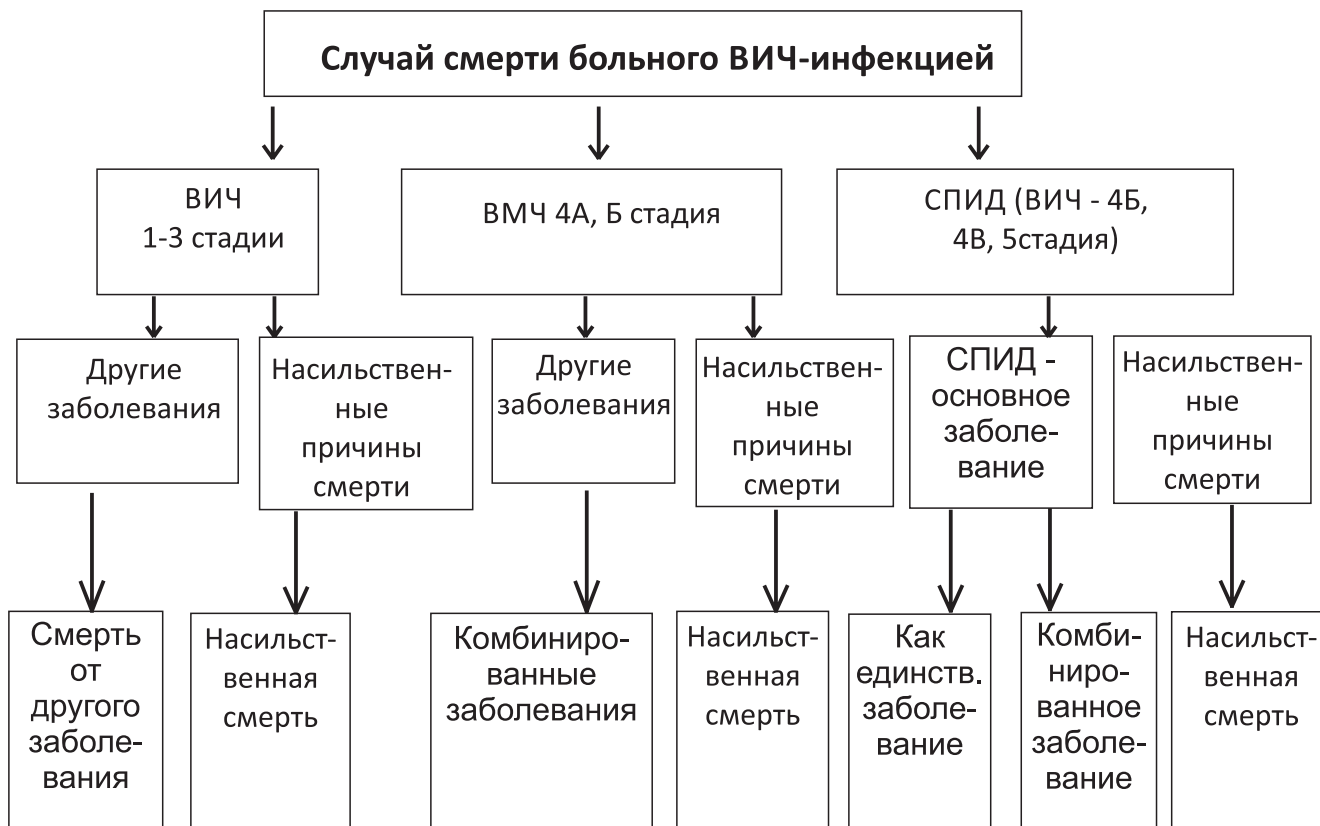 Случай смерти больного ВИЧ-инфекцией
ВИЧ
1-3 стадии
ВМЧ 4А, Б стадия
СПИД (ВИЧ - 4Б,
4В, 5стадия)
Другие
заболевания
Насильствен-
ные
причины
смерти
Другие
заболевания
Насильствен-
ные
причины
смерти
СПИД -
основное
заболе-
вание
Насильствен-
ные
причины
смерти
Смерть
от
другого
заболе-
вания
Насильст-
венная
смерть
Комбиниро-
ванные
заболевания
Насильст-
венная
смерть
Как
единств.
заболе-
вание
Комби-
ниро-
ванное
заболе-
вание
Насильст-
венная
смерть